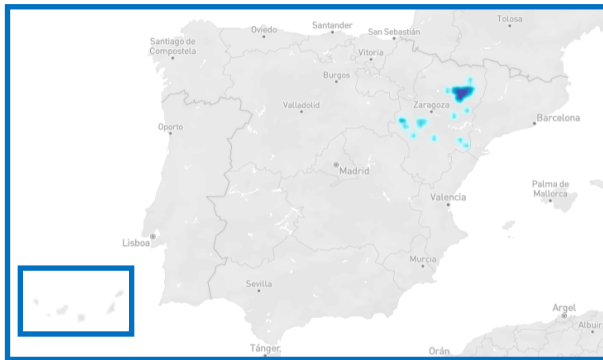 Tolosa
Oviedo
Santander
San Sebastián
Santiago de
Compostela
Vitoria
Burgos
Valladolid
Zaragoza
Barcelona
Oporto
Madrid
Palma de
Mallorca
Valencia
Lisboa
Murcia
Sevilla
Argel
Albuir
Tánger
Orán